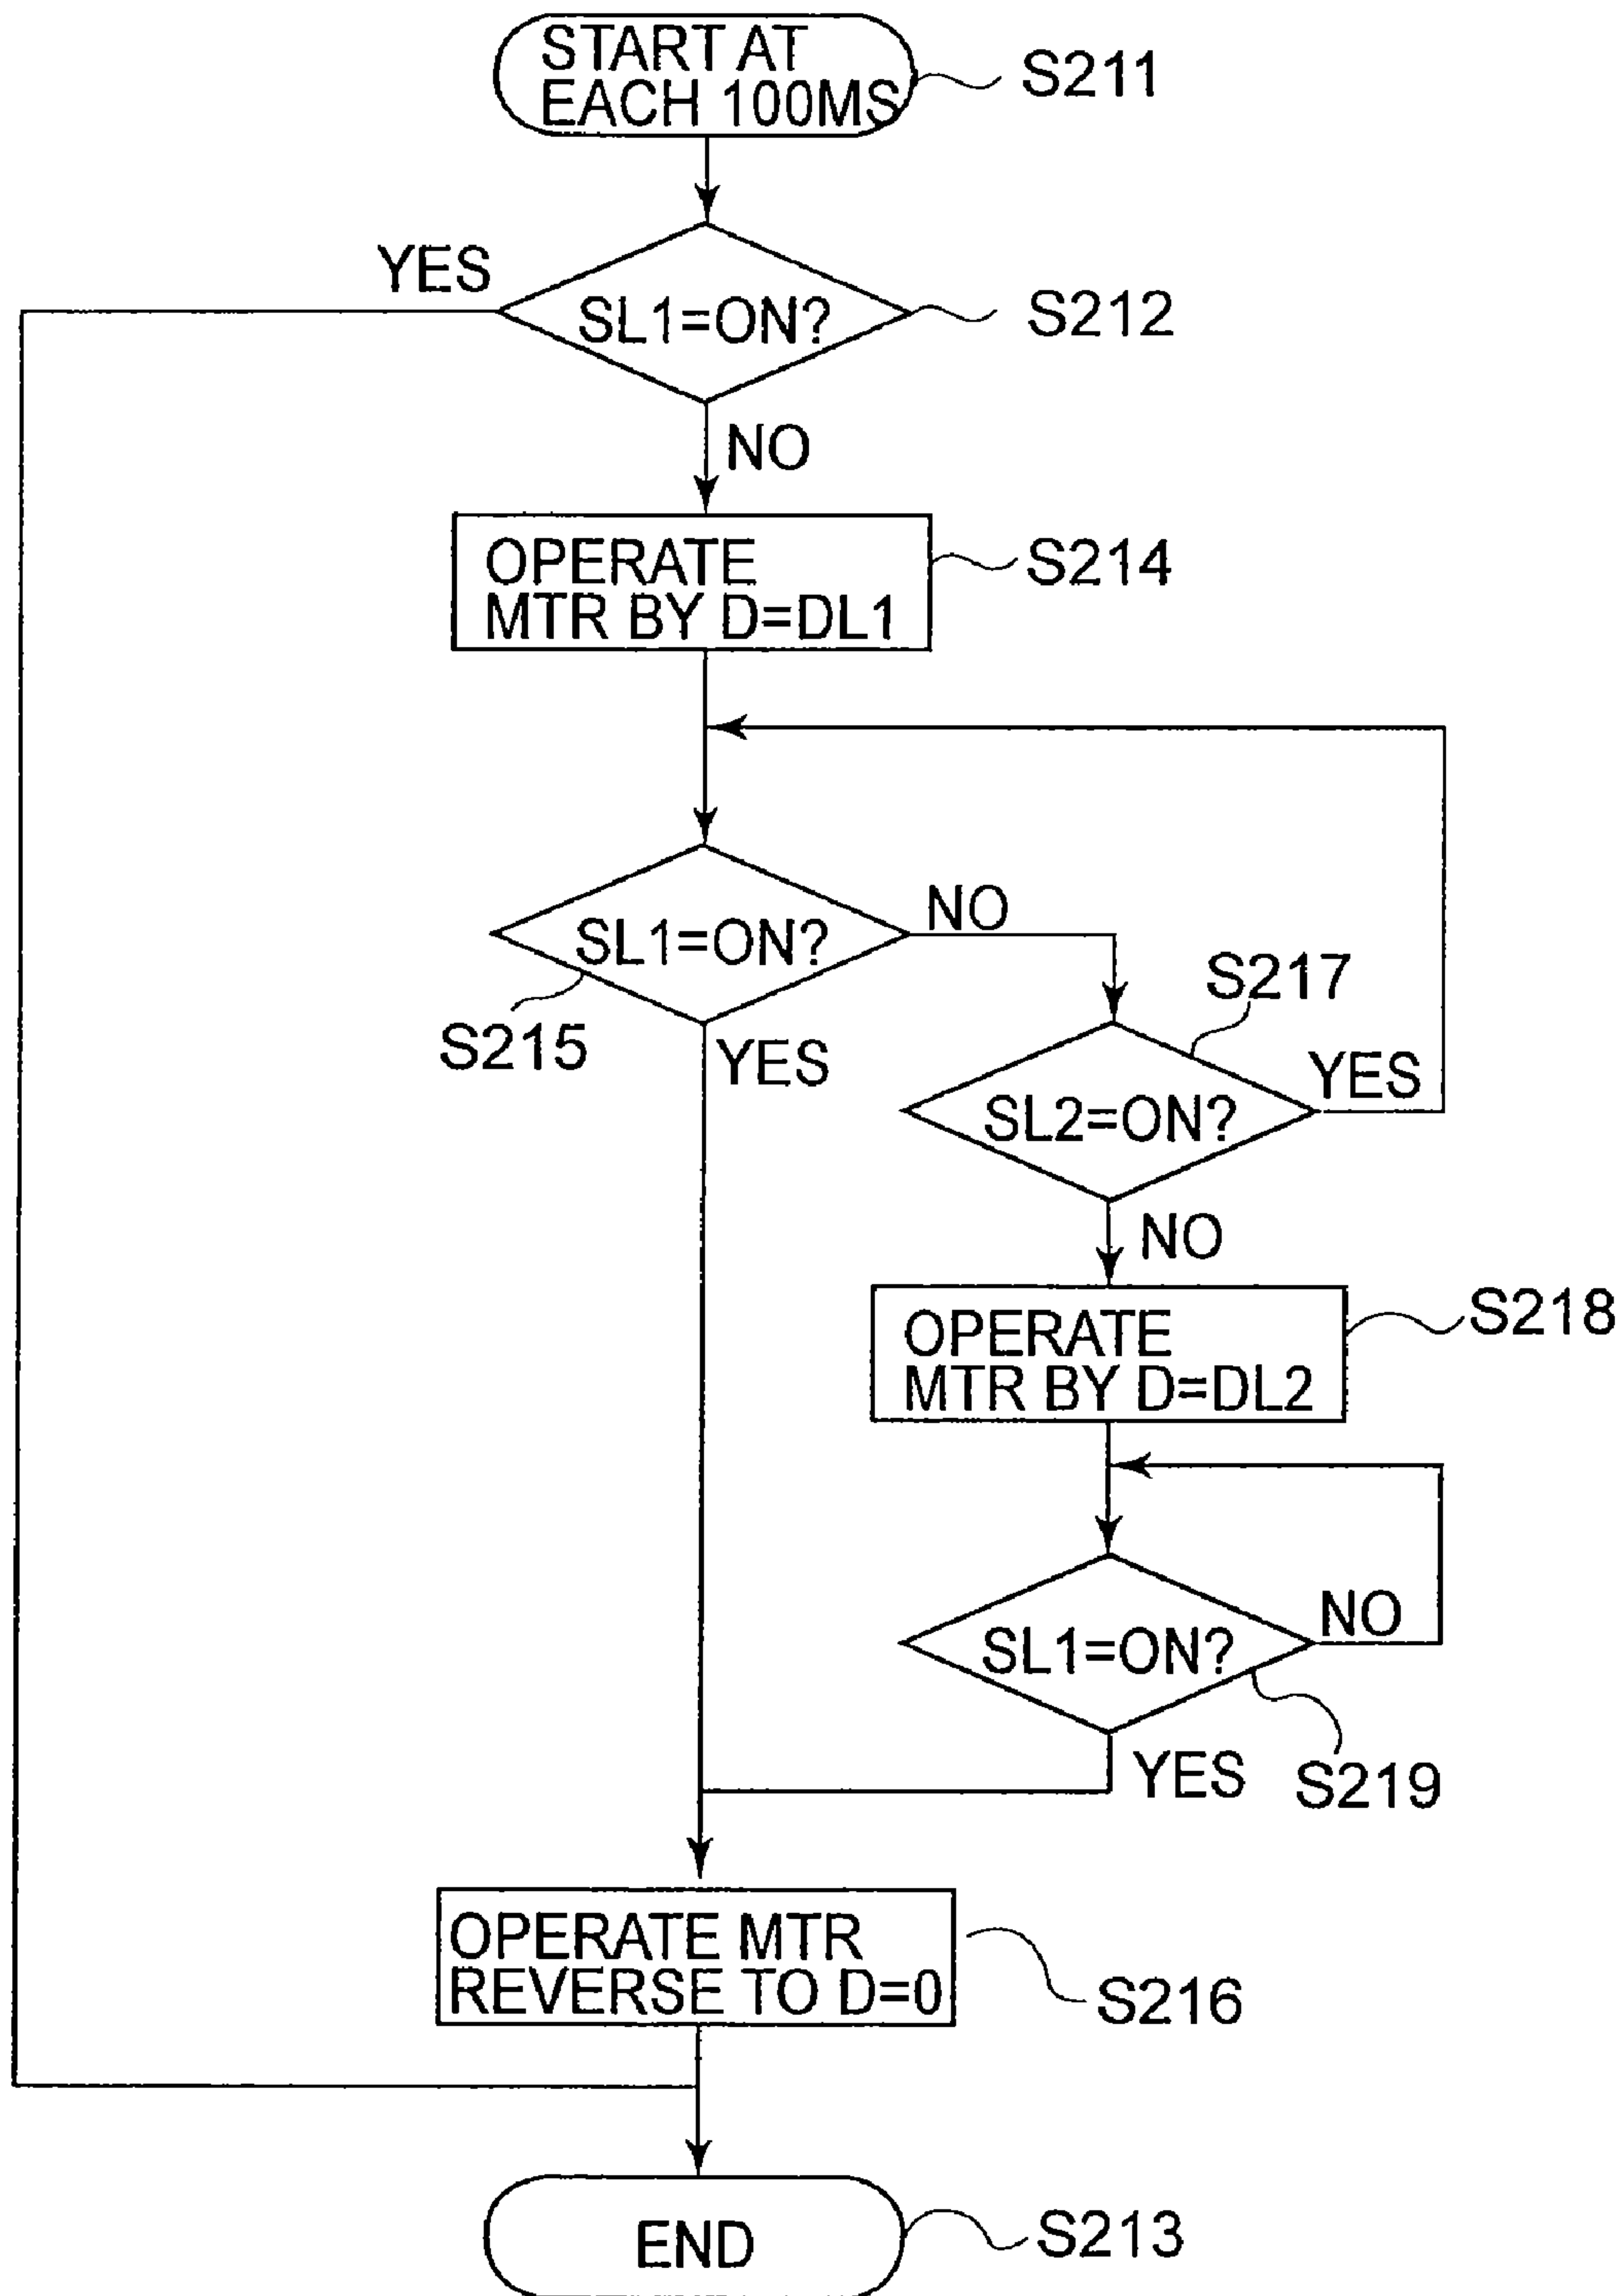 START AT
EACH 100MS
S211
YES
SL1=ON?
S212
NO
OPERATE
MTR BY D=DL1
S214
SL1=ON?
NO
S215
YES
S217
SL2=ON?
YES
NO
OPERATE
MTR BY D=DL2
S218
SL1=ON?
NO
YES
S219
OPERATE MTR
REVERSE TO D=0
S216
END
S213